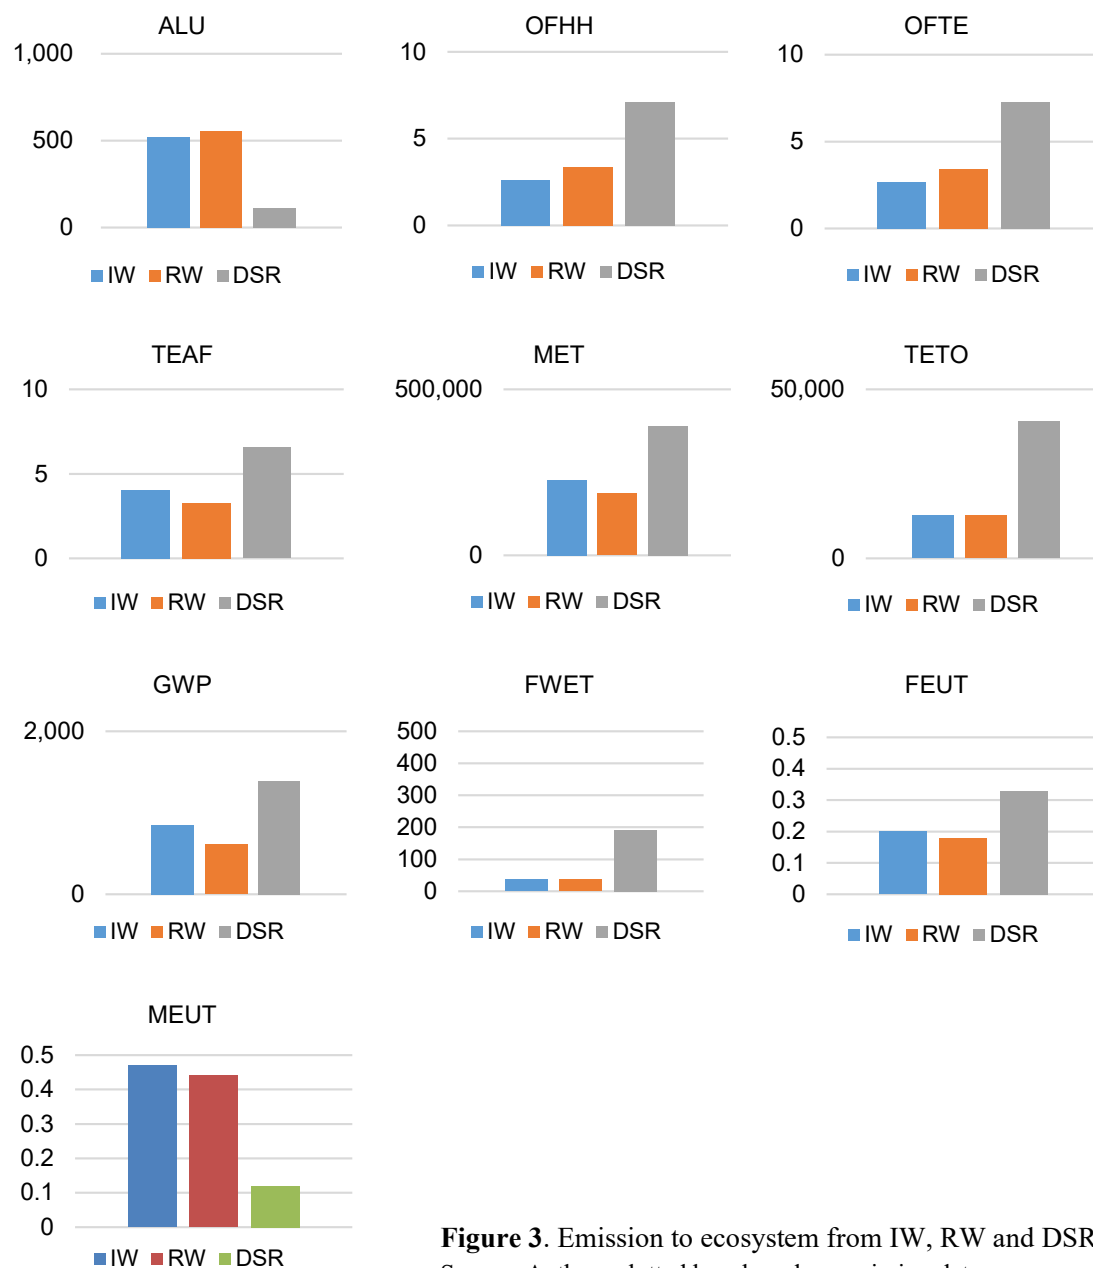 ALU
1,000
500
0
IW RW DSR
OFHH
10
5
0
IW RW DSR
OFTE
10
5
0
IW RW DSR
TEAF
10
5
0
IW RW DSR
MET
500,000
0
IW RW DSR
TETO
50,000
0
IW RW DSR
GWP
2,000
0
IW RW DSR
FWET
500
400
300
200
100
0
IW RW DSR
FEUT
0.5
0.4
0.3
0.2
0.1
0
IW RW DSR
MEUT
0.5
0.4
0.3
0.2
0.1
0
IW RW DSR
Figure 3. Emission to ecosystem from IW, RW and DSR